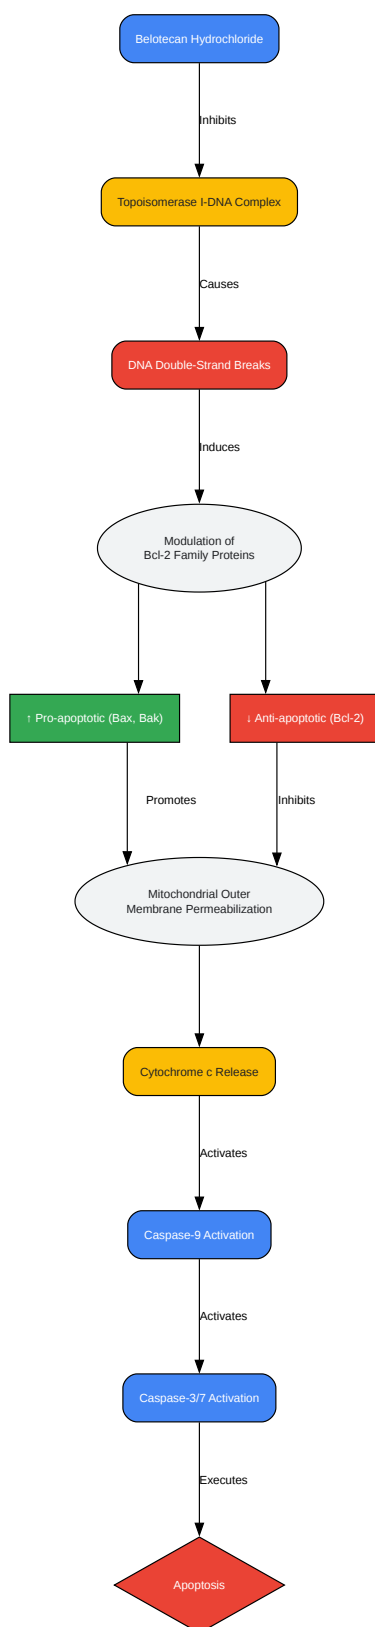 Belotecan Hydrochloride
Inhibits
Topoisomerase I-DNA Complex
Causes
DNA Double-Strand Breaks
Induces
Modulation of
Bcl-2 Family Proteins
↑ Pro-apoptotic (Bax, Bak)
↓ Anti-apoptotic (Bcl-2)
Promotes
Inhibits
Mitochondrial Outer
Membrane Permeabilization
Cytochrome c Release
Activates
Caspase-9 Activation
Activates
Caspase-3/7 Activation
Executes
Apoptosis